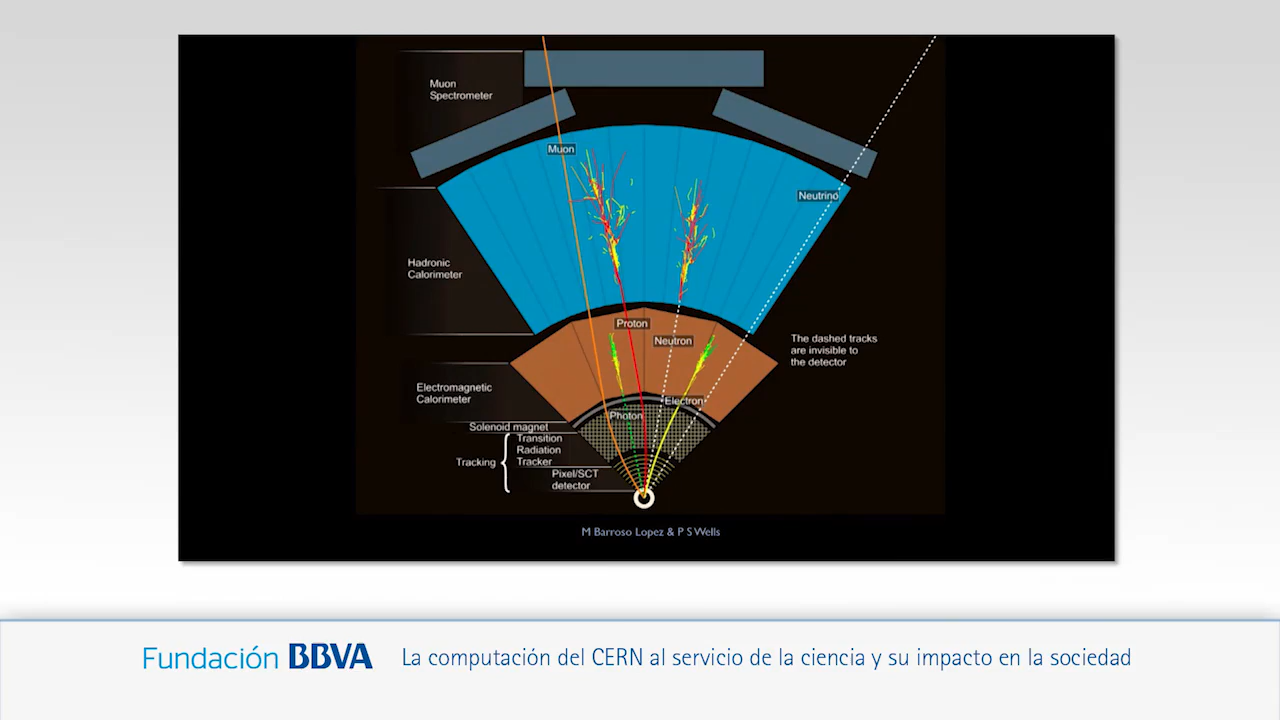 Muon
Spectrometer
Muon
Neutrino
Hadronic
Calorimeter
Proton
Neutron
The dashed tracks
are invisible to
the detector
Electromagnetic
Calorimeter
Electron
Photon
Solenoid magnet
Transition
Radiation
Tracker
Tracking
Pixel/SCT
detector
M Barroso Lopez & P S Wells
Fundación BBVA
La computación del CERN al servicio de la ciencia y su impacto en la sociedad